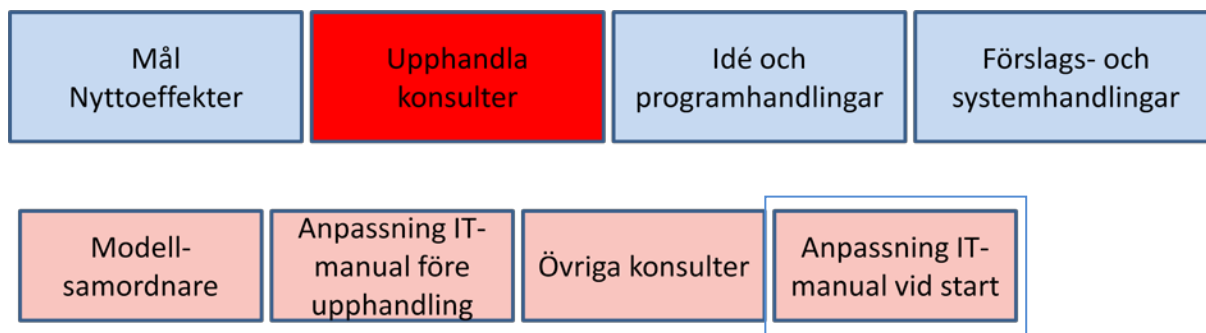 Mål
Nyttoeffekter
Upphandla
konsulter
Idé och
programhandlingar
Förslags- och
systemhandlingar
Modell-
samordnare
Anpassning IT-
manual före
upphandling
Övriga konsulter
Anpassning IT-
manual vid start